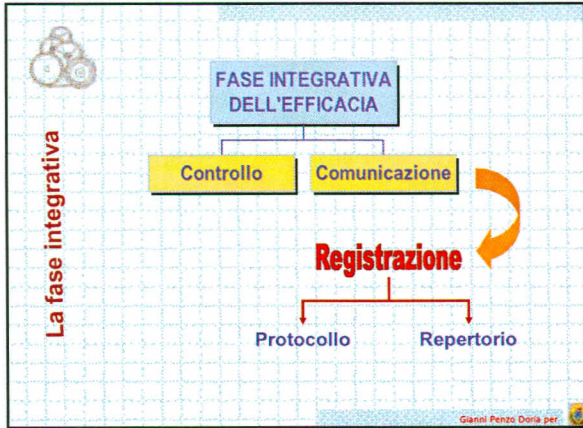 La fase integrativa
FASE INTEGRATIVA
DELL'EFFICACIA
Controllo
Comunicazione
Registrazione
Protocollo
Repertorio
Gianni Penzo Doria per